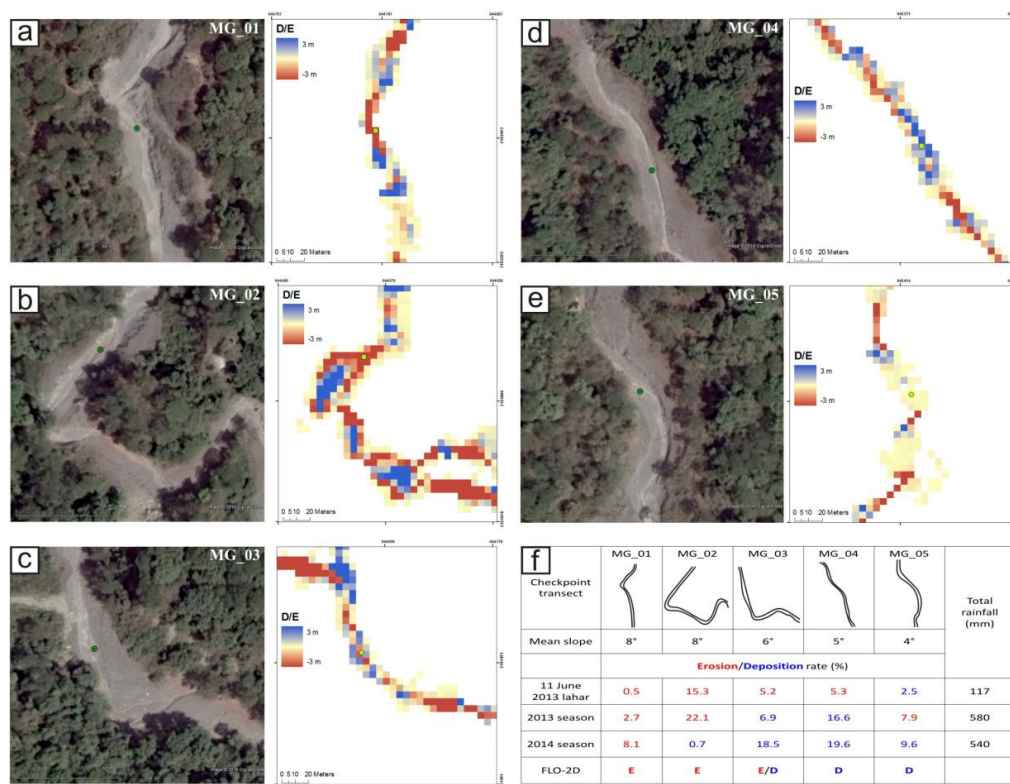 a
MG_01
D/E
3 m
-3 m
0 5 10 20 Meters
b
MG_02
D/E
3 m
-3 m
0 5 10 20 Meters
c
MG_03
D/E
3 m
-3 m
0 5 10 20 Meters
d
MG_04
D/E
3 m
-3 m
0 5 10 20 Meters
e
MG_05
D/E
3 m
-3 m
0 5 10 20 Meters
f
MG_01 MG_02 MG_03 MG_04 MG_05
Checkpoint
transect
Total
rainfall
(mm)
Mean slope 8° 8° 6° 5° 4°
Erosion/Deposition rate (%)
11 June
2013 lahar 0.5 15.3 5.2 5.3 2.5 117
2013 season 2.7 22.1 6.9 16.6 7.9 580
2014 season 8.1 0.7 18.5 19.6 9.6 540
FLO-2D E E E/D D D